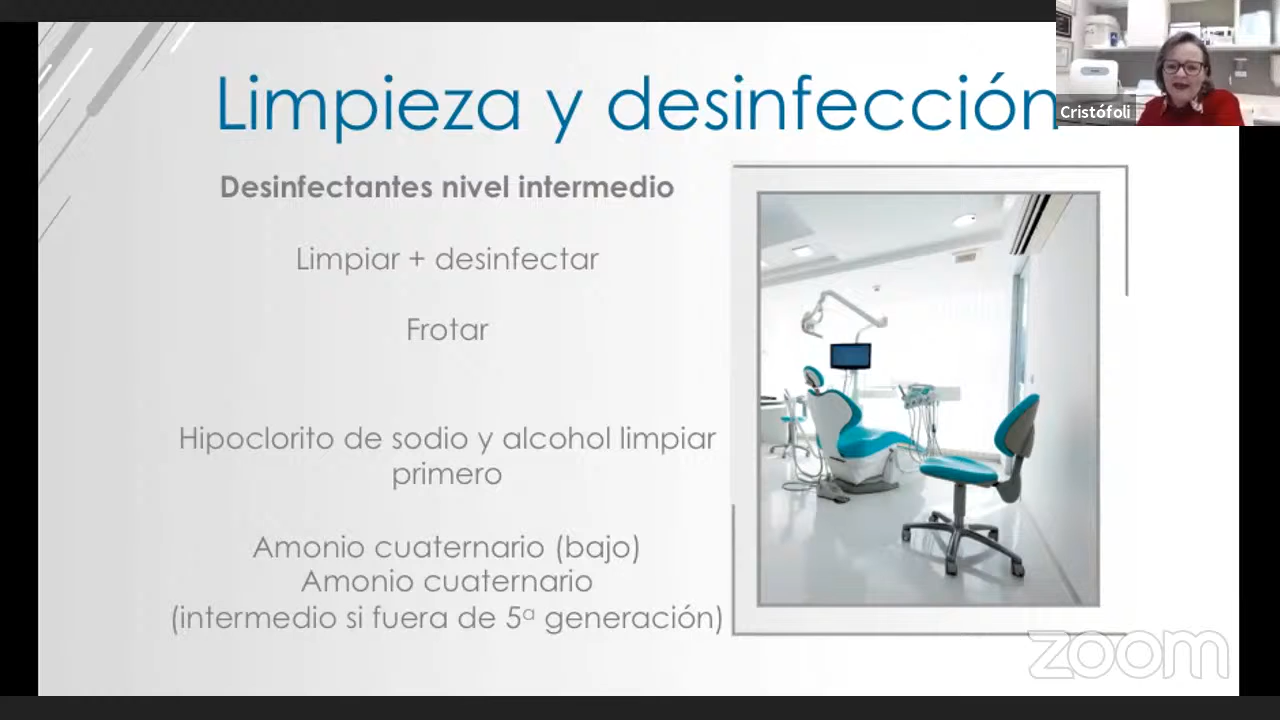 Limpieza y desinfección
Cristófoli
Desinfectantes nivel intermedio
Limpiar + desinfectar
Frotar
Hipoclorito de sodio y alcohol limpiar
primero
Amonio cuaternario (bajo)
Amonio cuaternario
(intermedio si fuera de 5ª generación)
zoom